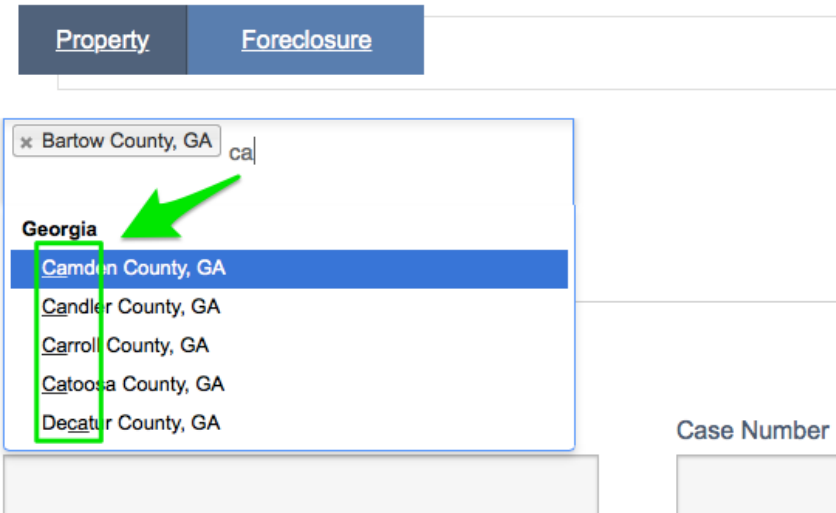 Property Foreclosure
× Bartow County, GA ca
Georgia
Camden County, GA
Candler County, GA
Carroll County, GA
Catoosa County, GA
Decatur County, GA
Case Number